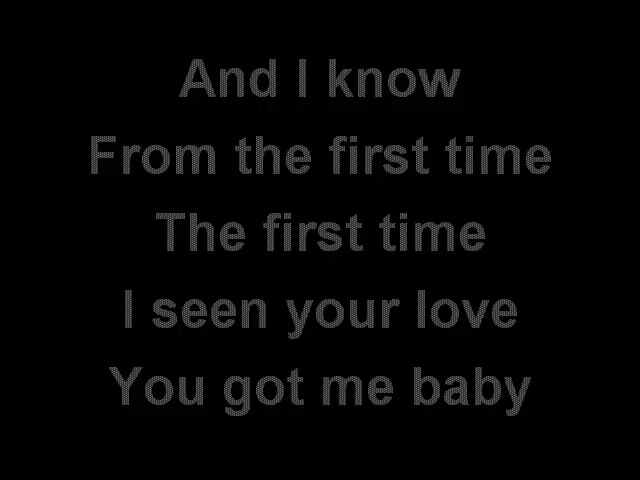 And I know
From the first time
The first time
I seen your love
You got me baby